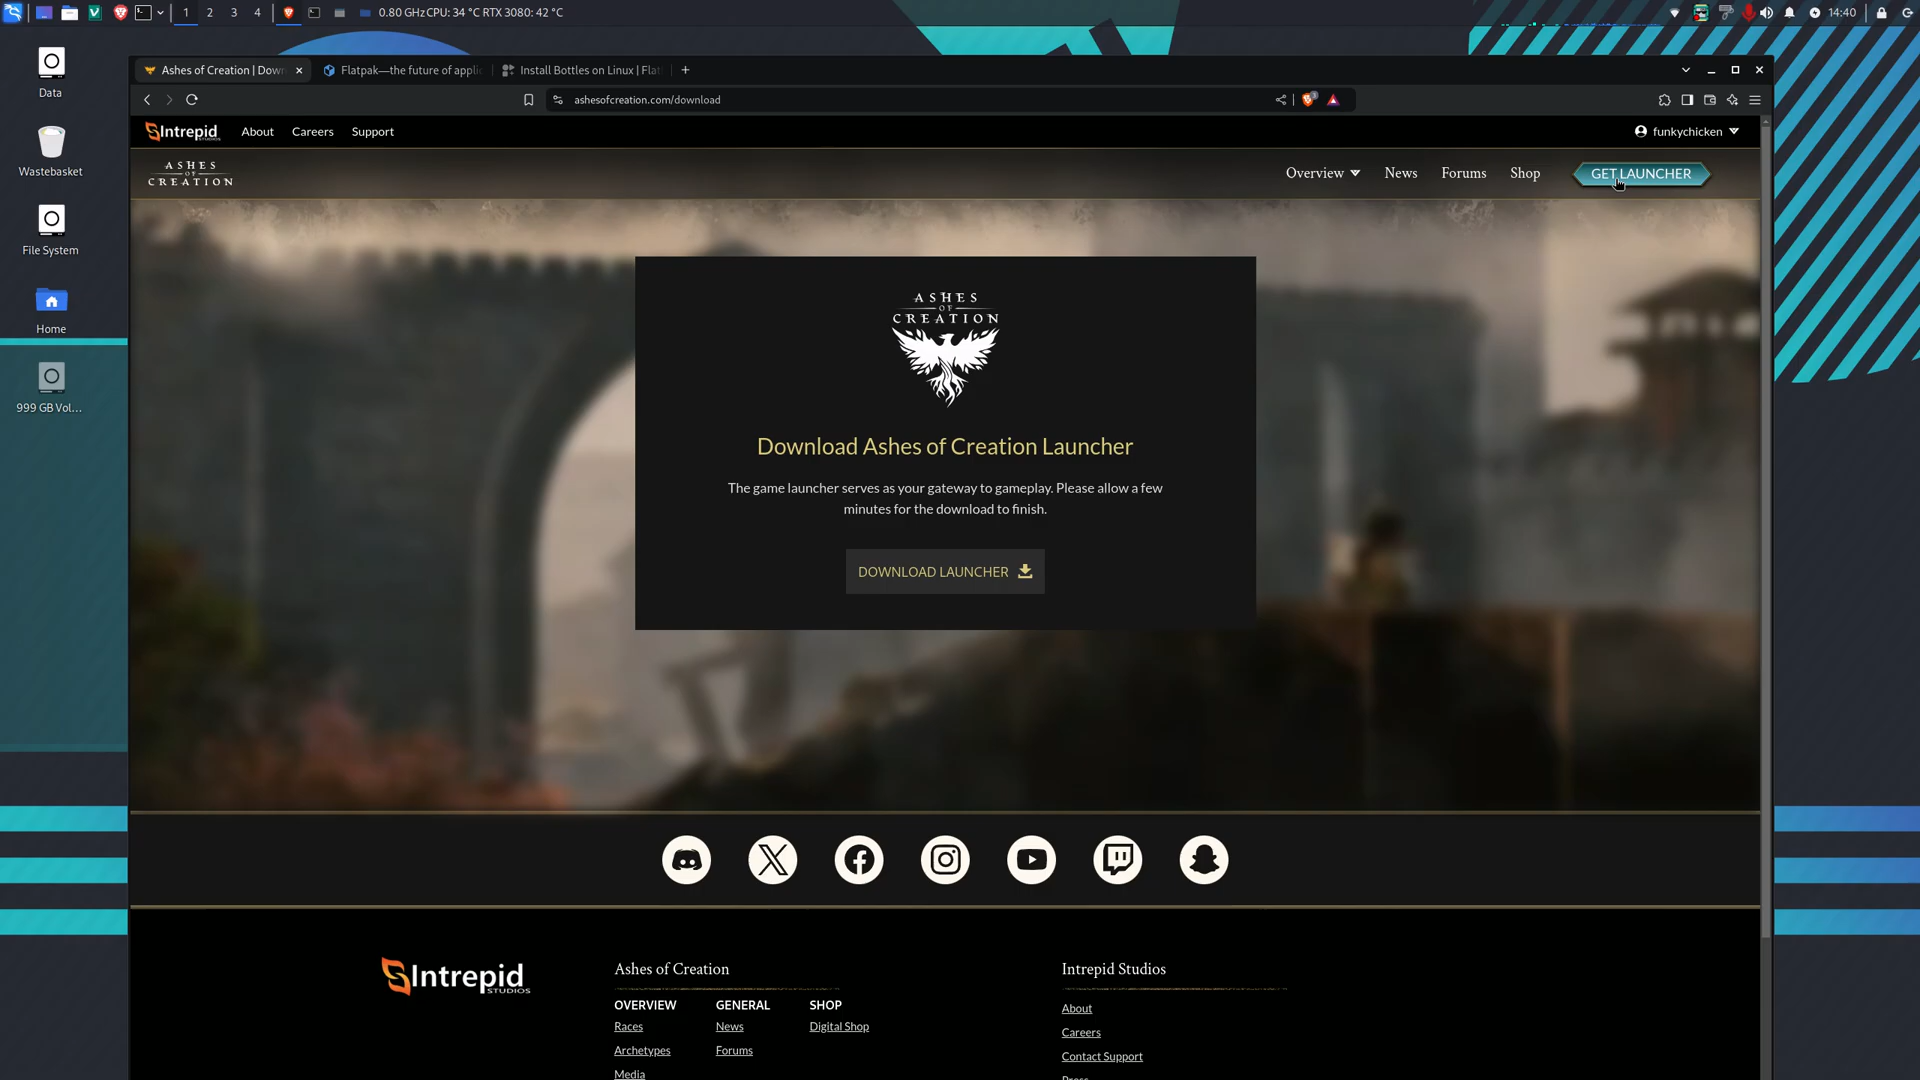 1
2
3
4
0.80 GHz CPU: 34 °C RTX 3080: 42 °C
14:40
Data
Wastebasket
File System
Home
999 GB Vol...
Ashes of Creation | Down
Flatpak—the future of appli
Install Bottles on Linux | Flat
ashesofcreation.com/download
Intrepid
STUDIOS
About
Careers
Support
funkychicken
ASHES
OF
CREATION
Overview
News
Forums
Shop
GET LAUNCHER
ASHES
OF
CREATION
Download Ashes of Creation Launcher
The game launcher serves as your gateway to gameplay. Please allow a few
minutes for the download to finish.
DOWNLOAD LAUNCHER
Intrepid
STUDIOS
Ashes of Creation
OVERVIEW
Races
Archetypes
Media
GENERAL
News
Forums
SHOP
Digital Shop
Intrepid Studios
About
Careers
Contact Support